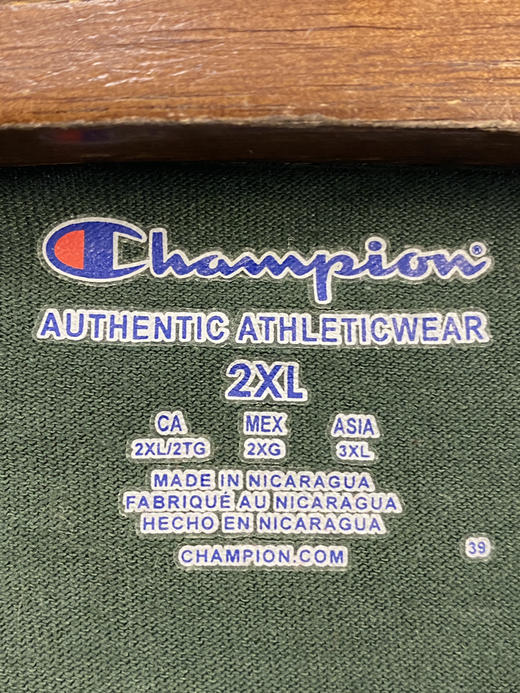 Champion®
AUTHENTIC ATHLETICWEAR
2XL
CA MEX ASIA
2XL/2TG 2XG 3XL
MADE IN NICARAGUA
FABRIQUÉ AU NICARAGUA
HECHO EN NICARAGUA
CHAMPION.COM 39